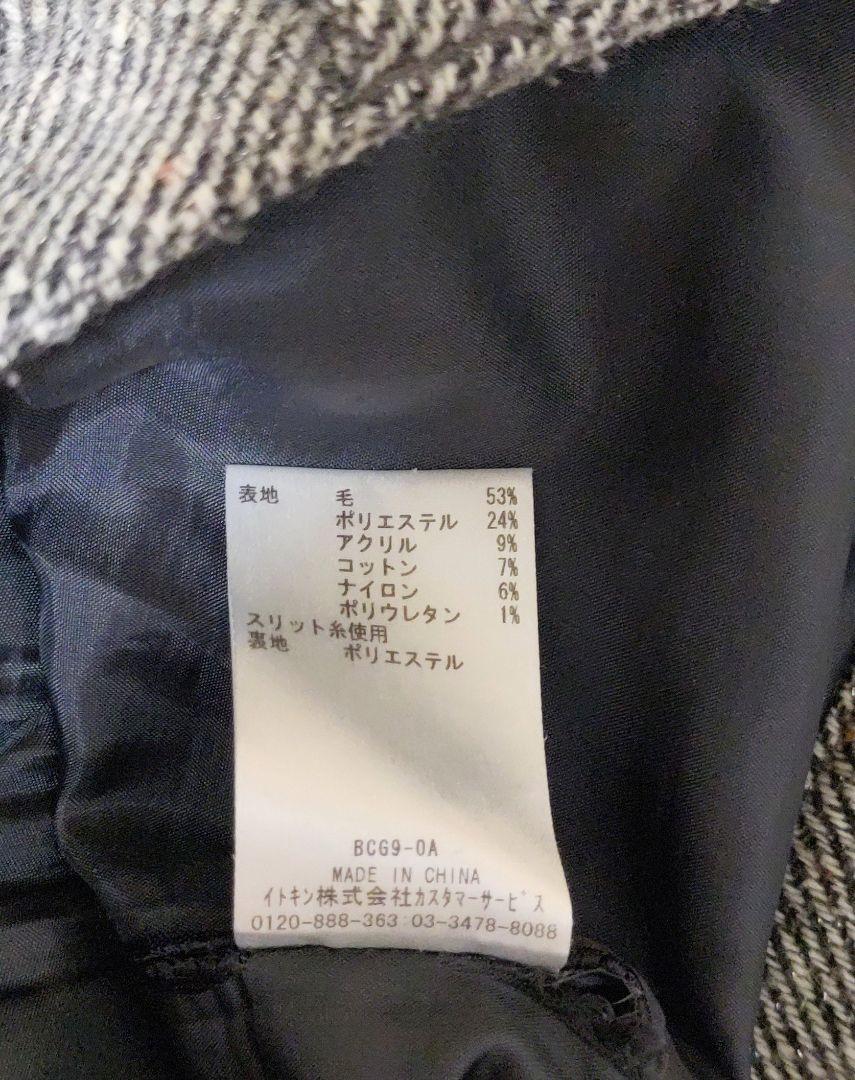 表地 毛 53%
ポリエステル 24%
アクリル 9%
コットン 7%
ナイロン 6%
ポリウレタン 1%
スリット糸使用
裏地 ポリエステル
BCG9-0A
MADE IN CHINA
イトキン株式会社カスタマーサービス
0120-888-363 03-3478-8088